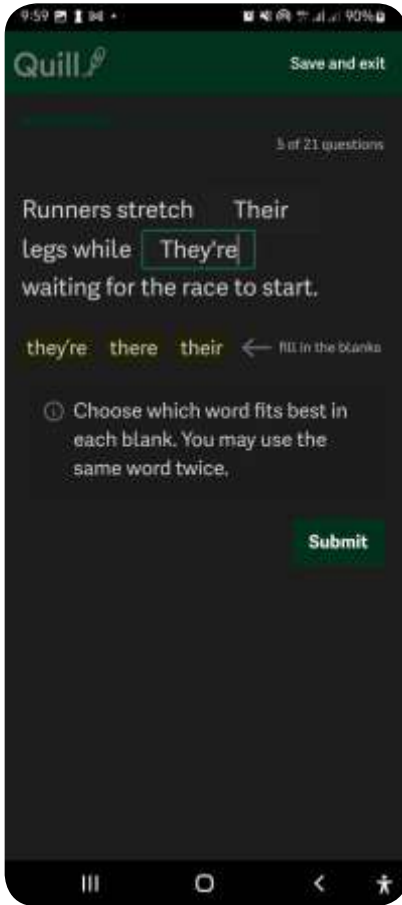 9:59 90%
Quill Save and exit
5 of 21 questions
Runners stretch Their
legs while They're
waiting for the race to start.
they're there their ← fill in the blanks
Choose which word fits best in
each blank. You may use the
same word twice.
Submit